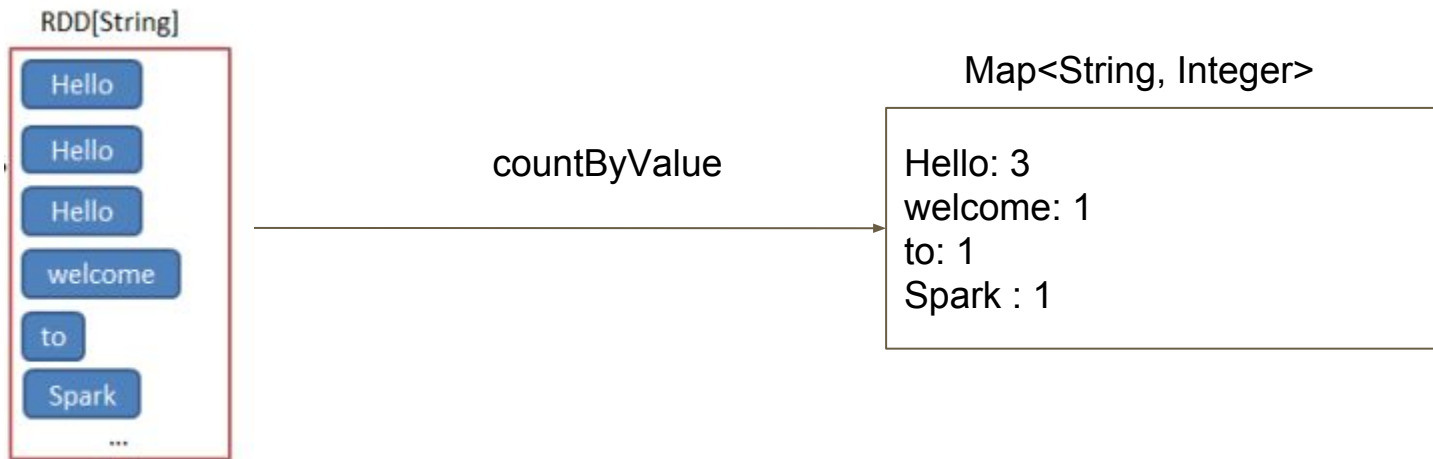 RDD[String]
Hello
Hello
Hello
welcome
to
Spark
...
countByValue
Map<String, Integer>
Hello: 3
welcome: 1
to: 1
Spark : 1